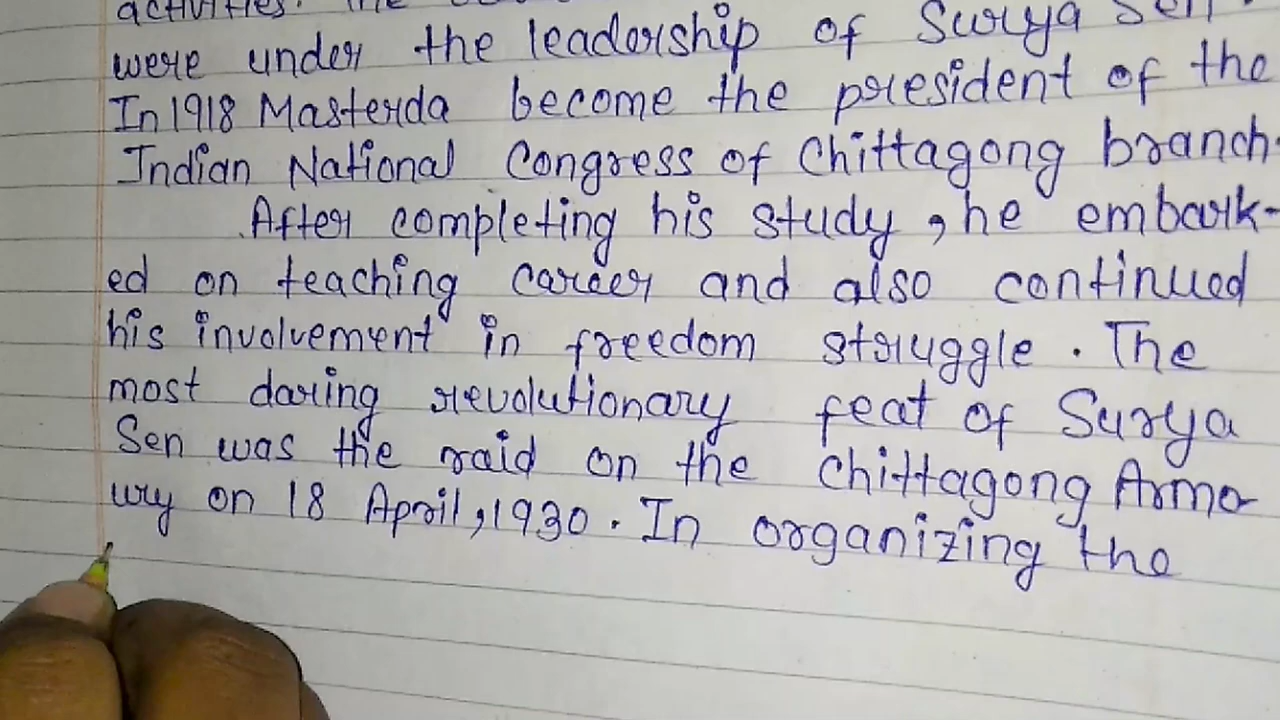 activities. The
were under the leadership of Surya Sen.
In 1918 Masterda become the president of the
Indian National Congress of Chittagong branch.
After completing his study, he embark-
ed on teaching career and also continued
his involvement in freedom struggle. The
most daring revolutionary feat of Surya
Sen was the raid on the Chittagong Armo
ury on 18 April, 1930. In organizing the